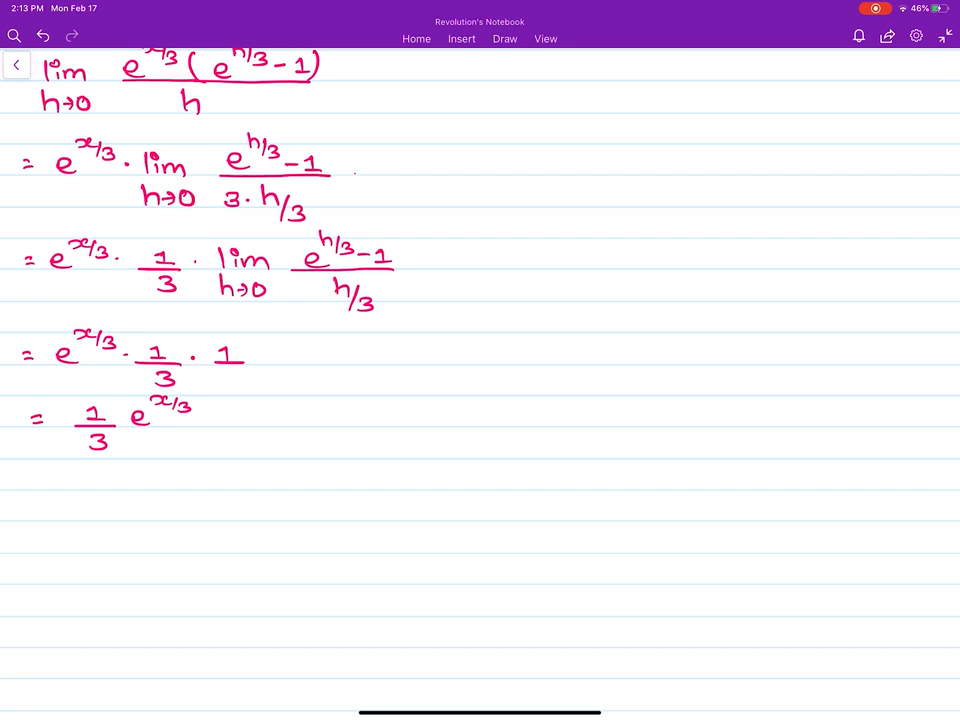 2:13 PM Mon Feb 17
46%
Revolution's Notebook
Home Insert Draw View
lim e^{x/3} ( e^{h/3} - 1)
h→0 h
= e^{x/3} · lim e^{h/3} - 1
h→0 3 · h/3
= e^{x/3} · 1/3 · lim e^{h/3} - 1
h→0 h/3
= e^{x/3} · 1/3 · 1
= 1/3 e^{x/3}